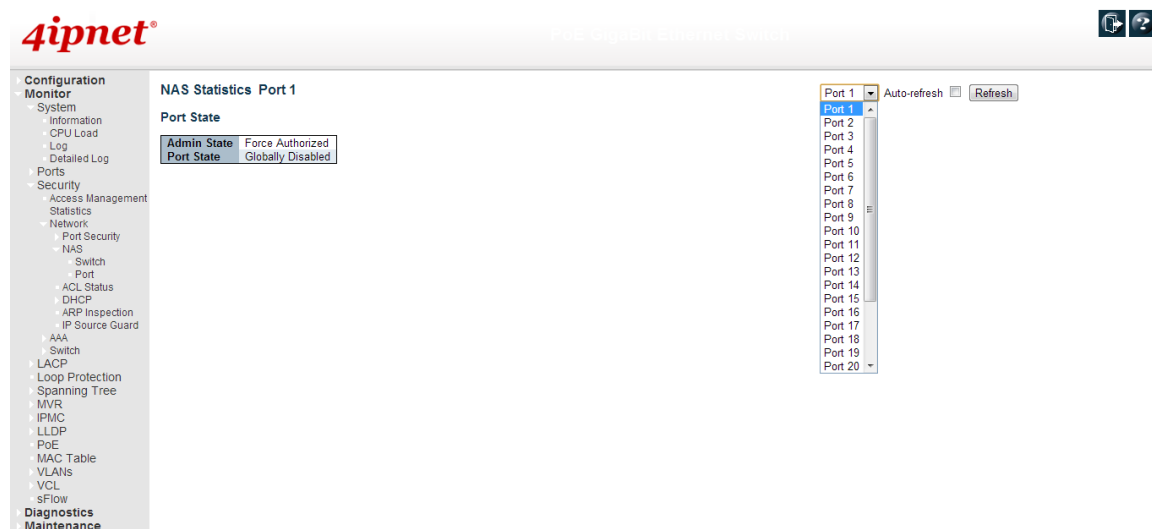 4ipnet®
PoE GigaBit Ethernet Switch
Configuration
Monitor
System
Information
CPU Load
Log
Detailed Log
Ports
Security
Access Management
Statistics
Network
Port Security
NAS
Switch
Port
ACL Status
DHCP
ARP Inspection
IP Source Guard
AAA
Switch
LACP
Loop Protection
Spanning Tree
MVR
IPMC
LLDP
PoE
MAC Table
VLANs
VCL
sFlow
Diagnostics
Maintenance
NAS Statistics Port 1
Port State
Admin State Force Authorized
Port State Globally Disabled
Port 1 Auto-refresh Refresh
Port 1
Port 2
Port 3
Port 4
Port 5
Port 6
Port 7
Port 8
Port 9
Port 10
Port 11
Port 12
Port 13
Port 14
Port 15
Port 16
Port 17
Port 18
Port 19
Port 20